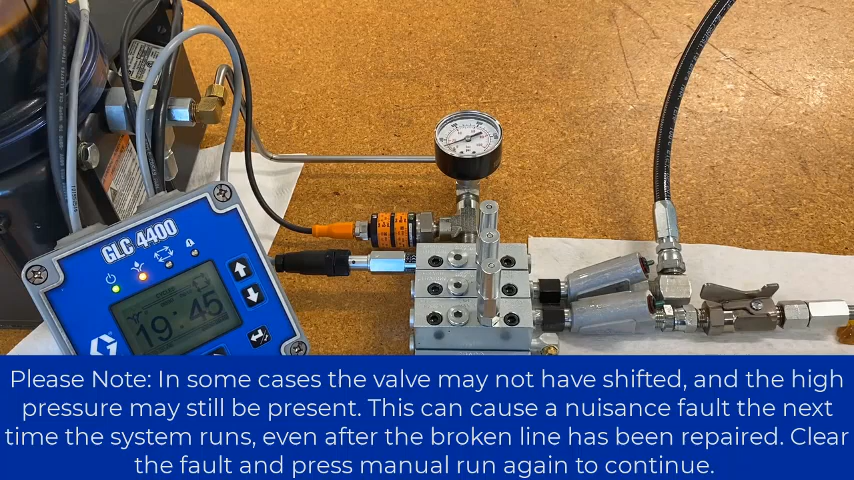 GLC 4400
19:45
G
Please Note: In some cases the valve may not have shifted, and the high
pressure may still be present. This can cause a nuisance fault the next
time the system runs, even after the broken line has been repaired. Clear
the fault and press manual run again to continue.